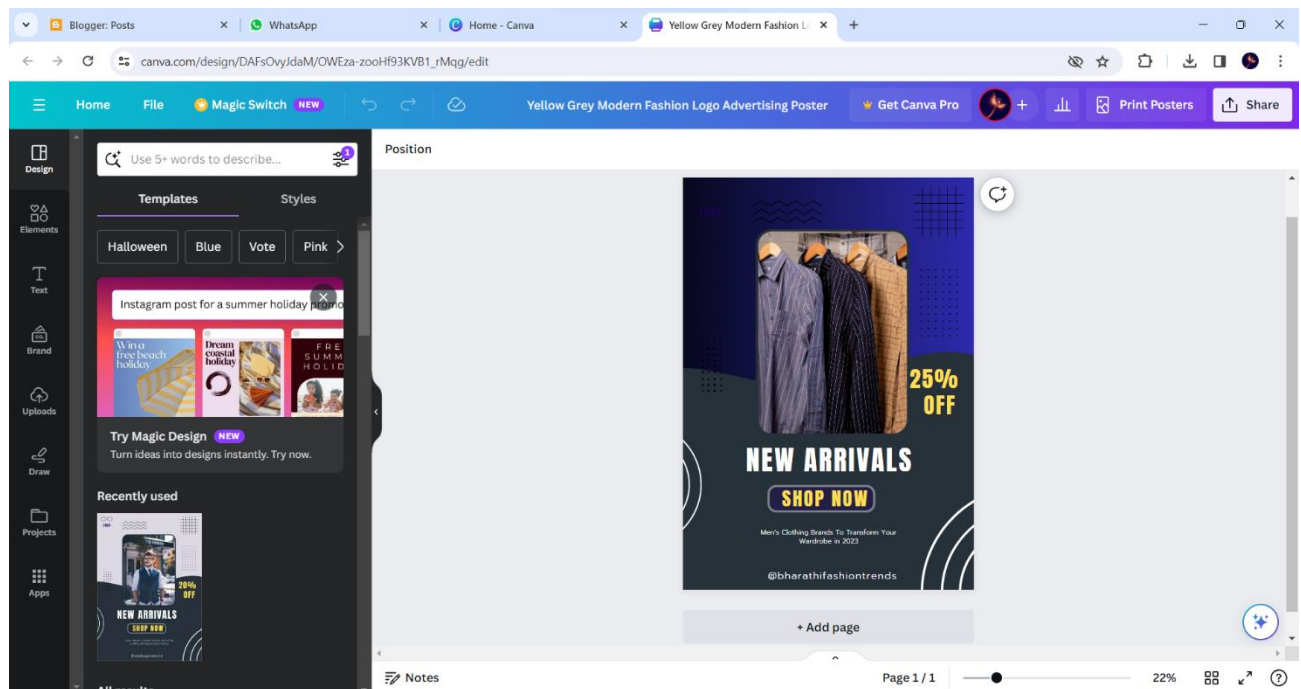 Blogger: Posts
WhatsApp
Home - Canva
Yellow Grey Modern Fashion Lo
canva.com/design/DAFsOvyJdaM/OWEza-zooHf93KVB1_rMqg/edit
Home
File
Magic Switch NEW
Yellow Grey Modern Fashion Logo Advertising Poster
Get Canva Pro
Print Posters
Share
Design
Elements
Text
Brand
Uploads
Draw
Projects
Apps
Use 5+ words to describe...
1
Templates
Styles
Halloween
Blue
Vote
Pink
Instagram post for a summer holiday promo
Win a
free beach
holiday
Dream
coastal
holiday
FRE
SUMM
HOLID
Try Magic Design NEW
Turn ideas into designs instantly. Try now.
Recently used
20%
OFF
NEW ARRIVALS
SHOP NOW
Position
25%
OFF
NEW ARRIVALS
SHOP NOW
Men's Clothing Brands To Transform Your
Wardrobe in 2023
@bharathifashiontrends
+ Add page
Notes
Page 1 / 1
22%